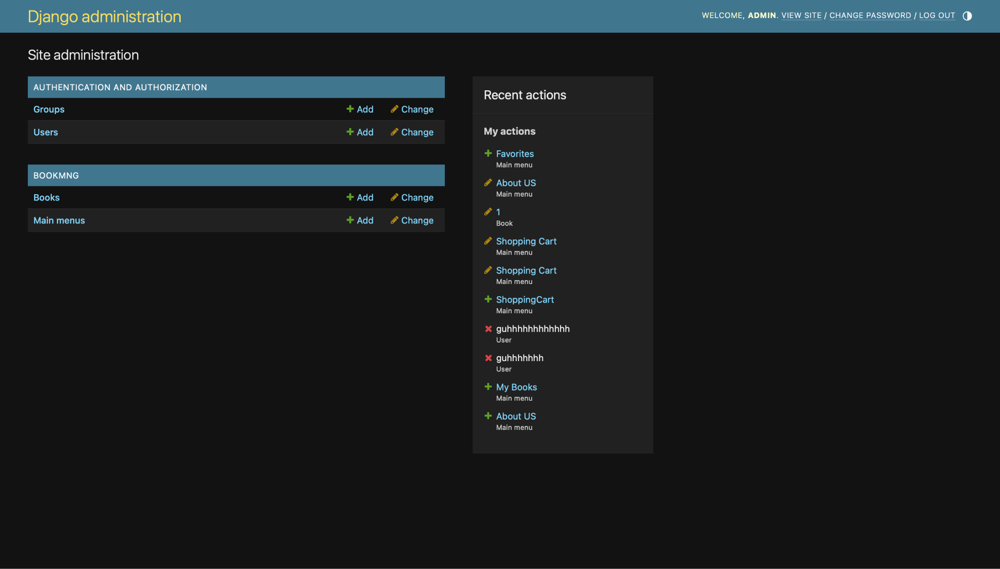 Django administration
WELCOME, ADMIN. VIEW SITE / CHANGE PASSWORD / LOG OUT
Site administration
AUTHENTICATION AND AUTHORIZATION
Groups Add Change
Users Add Change
BOOKMNG
Books Add Change
Main menus Add Change
Recent actions
My actions
Favorites
Main menu
About US
Main menu
1
Book
Shopping Cart
Main menu
Shopping Cart
Main menu
ShoppingCart
Main menu
guhhhhhhhhhhhh
User
guhhhhhhh
User
My Books
Main menu
About US
Main menu